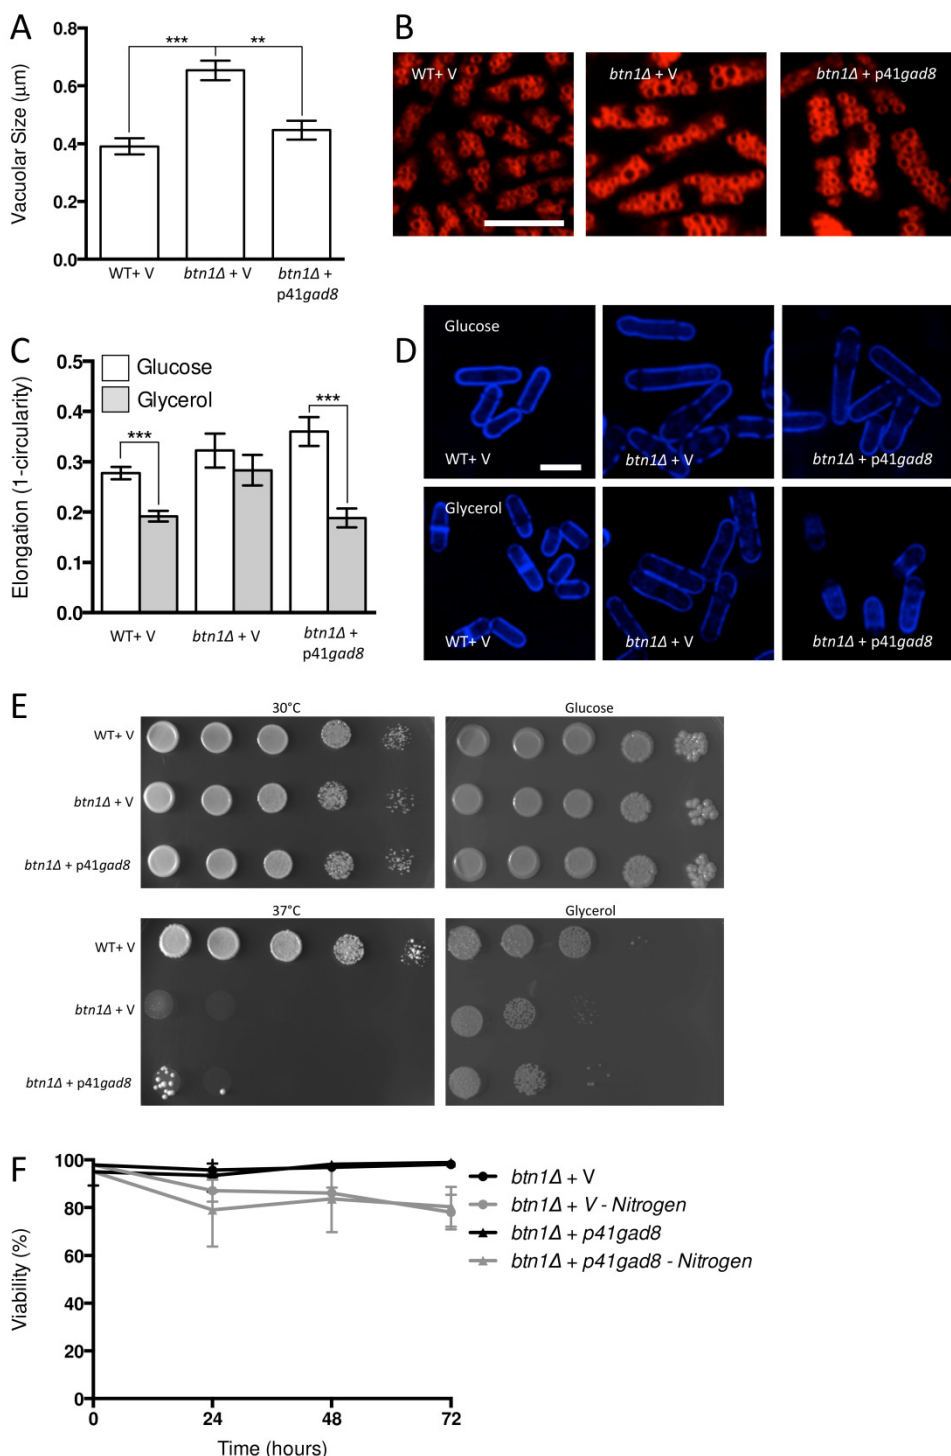 A
0.8
0.6
0.4
0.2
0.0
Vacuolar Size (μm)
***
**
WT+ V
btn1Δ + V
btn1Δ +
p41gad8
B
WT+ V
btn1Δ + V
btn1Δ + p41gad8
C
0.5
0.4
0.3
0.2
0.1
0.0
Elongation (1-circularity)
Glucose
Glycerol
***
***
WT+ V
btn1Δ + V
btn1Δ +
p41gad8
D
Glucose
WT+ V
btn1Δ + V
btn1Δ + p41gad8
Glycerol
WT+ V
btn1Δ + V
btn1Δ + p41gad8
E
30°C
Glucose
WT+ V
btn1Δ + V
btn1Δ + p41gad8
37°C
Glycerol
WT+ V
btn1Δ + V
btn1Δ + p41gad8
F
100
80
60
40
20
0
Viability (%)
0
24
48
72
Time (hours)
btn1Δ + V
btn1Δ + V - Nitrogen
btn1Δ + p41gad8
btn1Δ + p41gad8 - Nitrogen